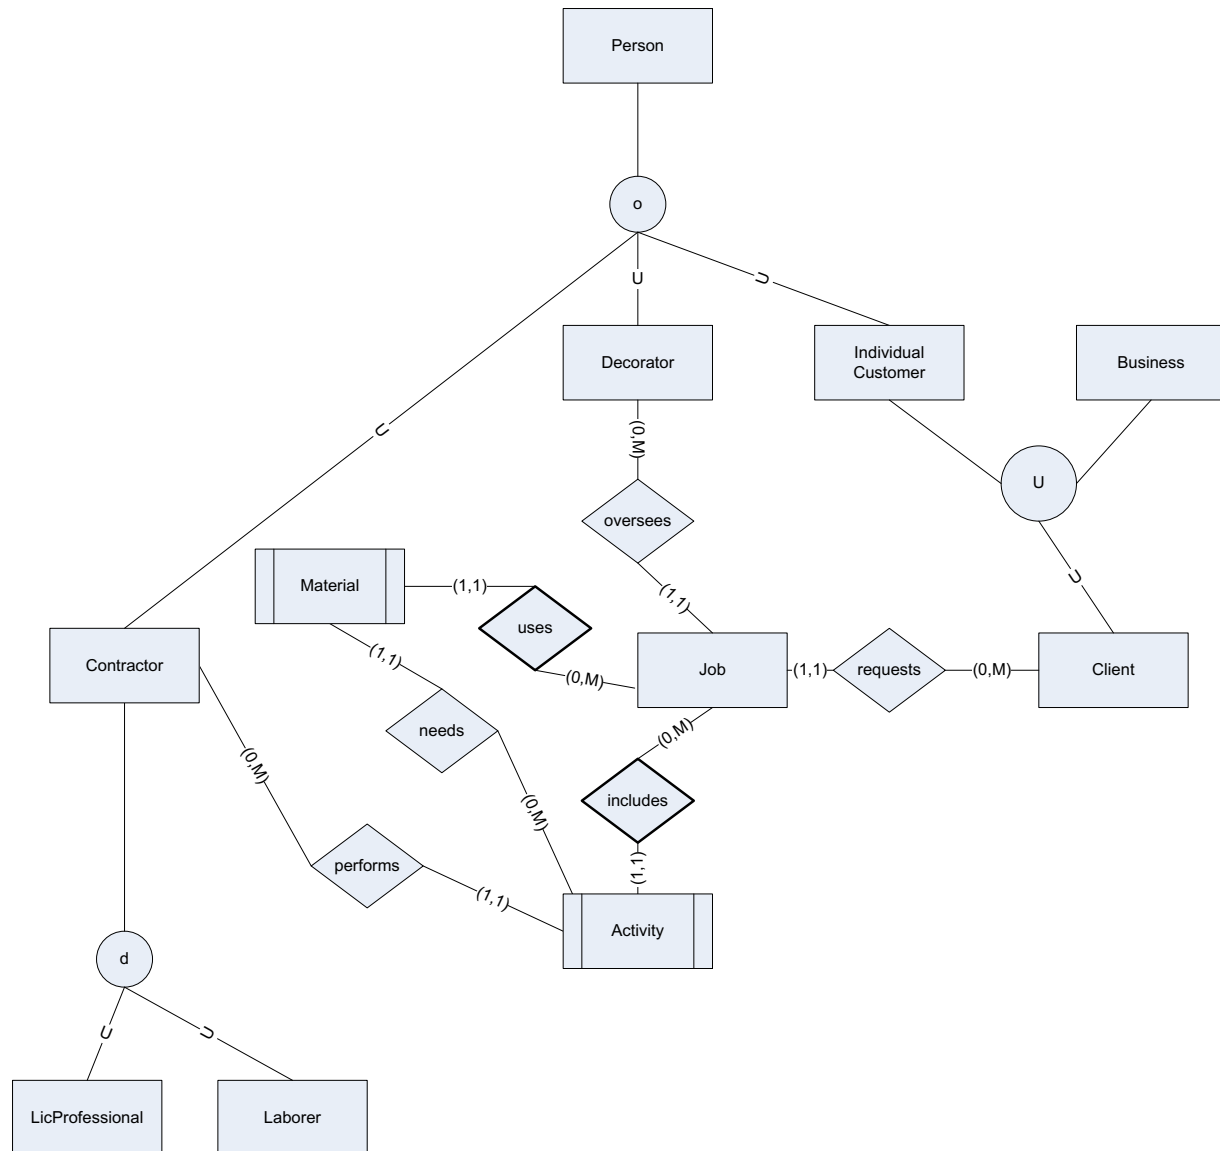 Person
o
U
U
U
Decorator
Individual
Customer
Business
(0,M)
U
oversees
Material
(1,1)
uses
(1,1)
U
Contractor
(1,1)
(0,M)
Job
(1,1)
requests
(0,M)
Client
needs
(0,M)
(0,M)
(0,M)
includes
performs
(1,1)
(1,1)
Activity
d
U
U
LicProfessional
Laborer